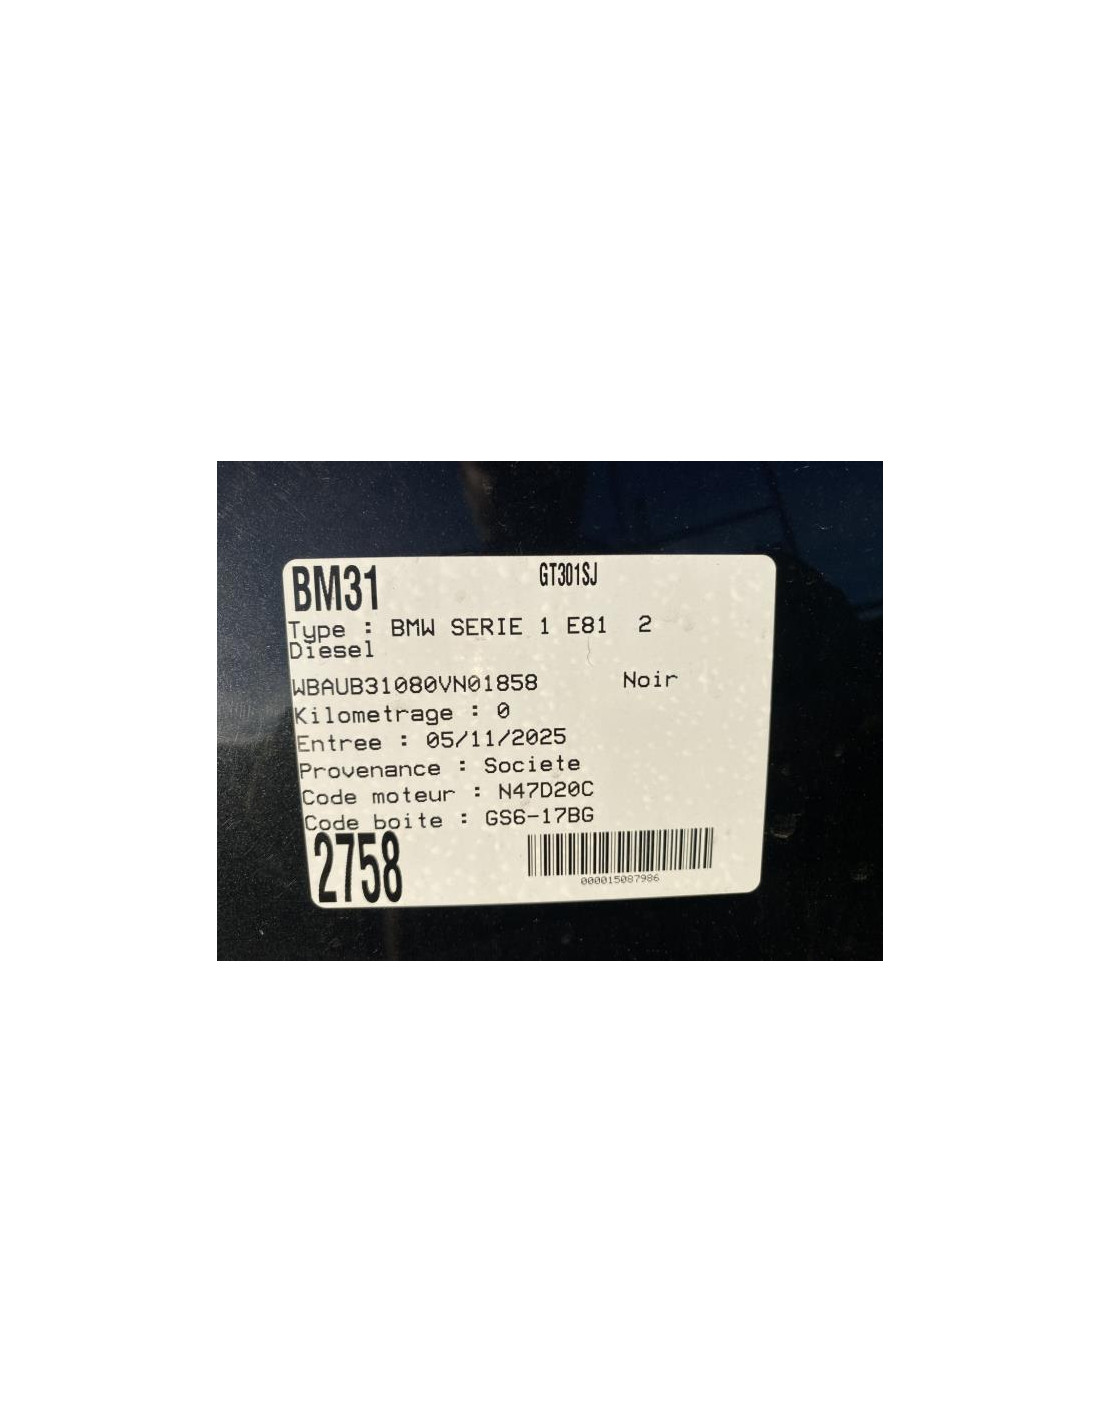 BM31 GT301SJ
Type : BMW SERIE 1 E81 2
Diesel
WBAUB31080VN01858 Noir
Kilometrage : 0
Entree : 05/11/2025
Provenance : Societe
Code moteur : N47D20C
Code boite : GS6-17BG
2758
000015087986